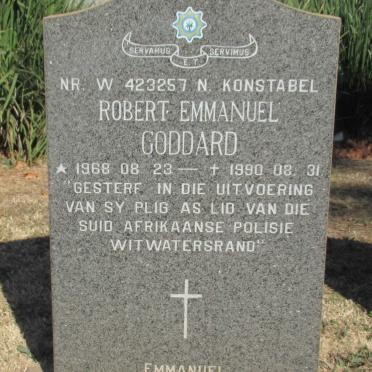 SERVAMUS ET SERVIMUS
NR. W 423257 N. KONSTABEL
ROBERT EMMANUEL
GODDARD
★ 1968 08 23 — ✝ 1990 08. 31
"GESTERF IN DIE UITVOERING
VAN SY PLIG AS LID VAN DIE
SUID AFRIKAANSE POLISIE
WITWATERSRAND"
EMMANUEL